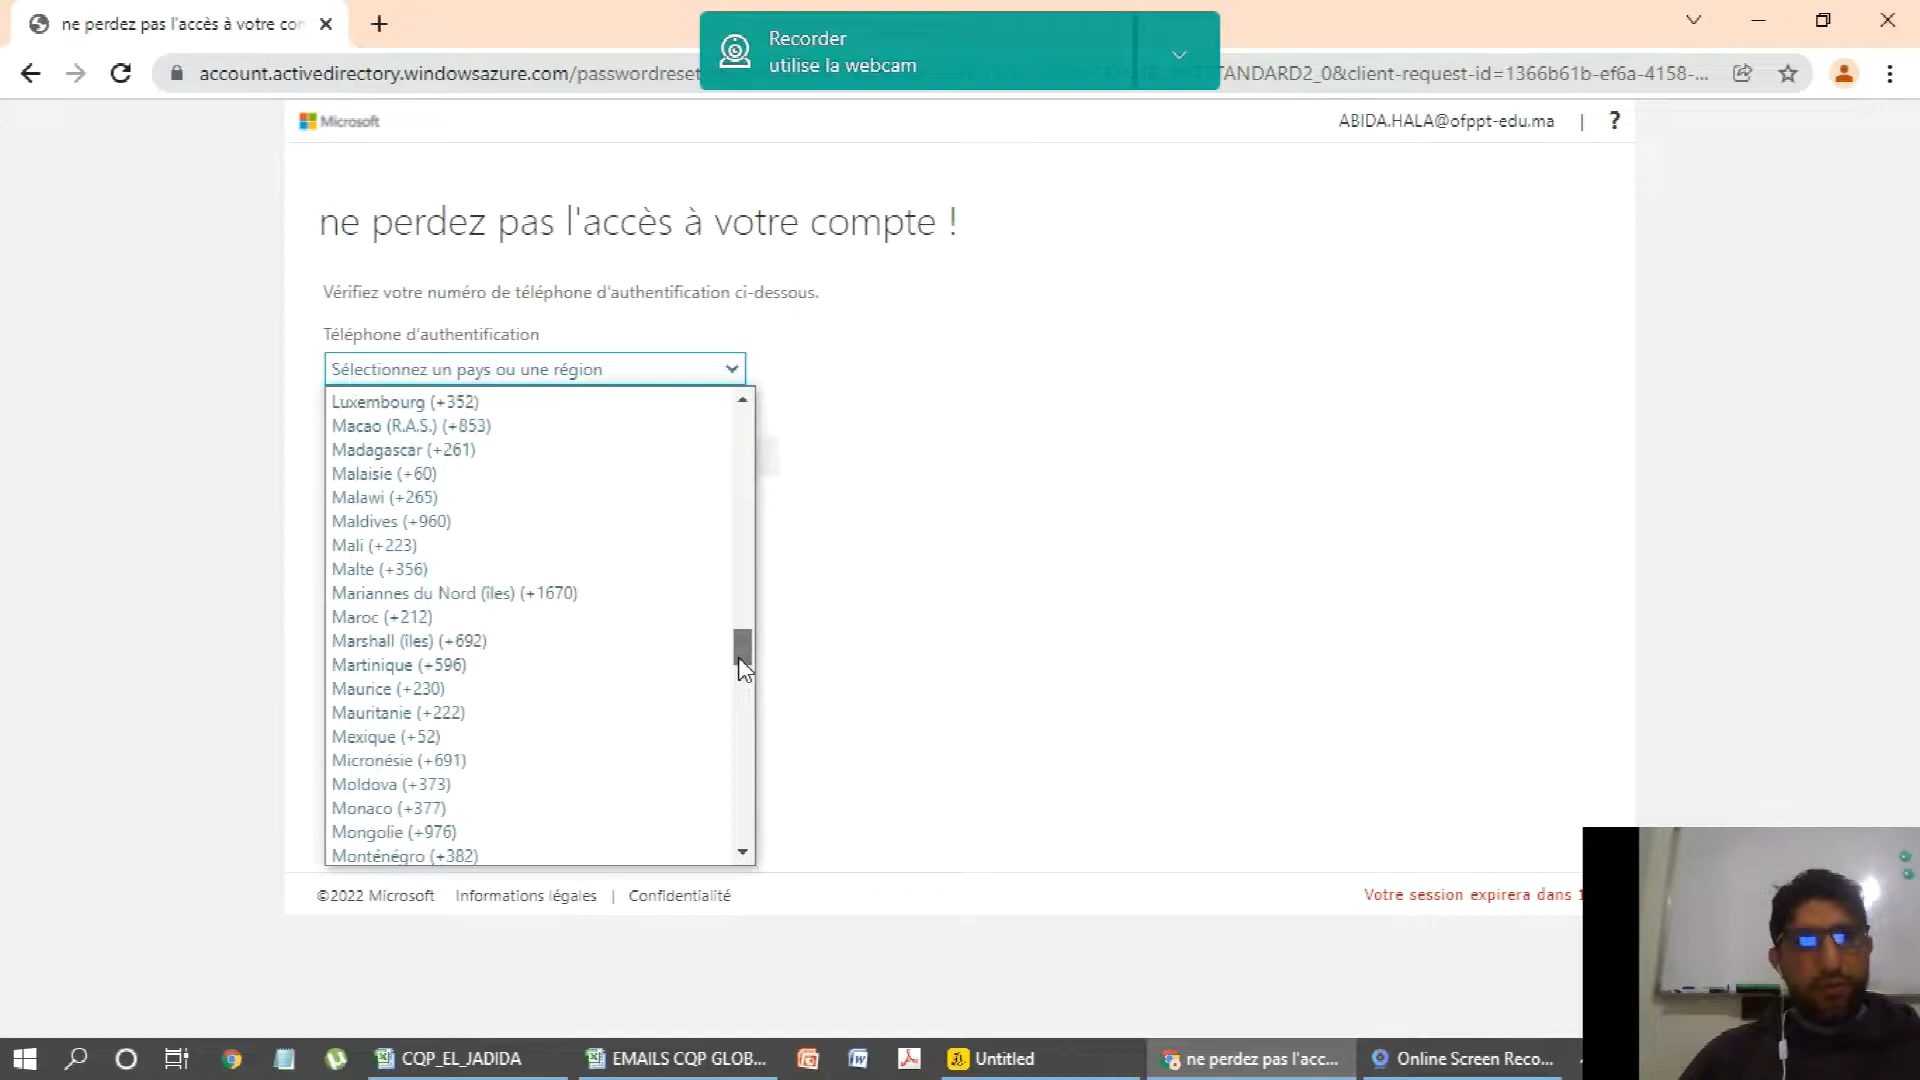 ne perdez pas l'accès à votre con
Recorder
utilise la webcam
account.activedirectory.windowsazure.com/passwordreset
TANDARD2_0&client-request-id=1366b61b-ef6a-4158-...
Microsoft
ABIDA.HALA@ofppt-edu.ma | ?
ne perdez pas l'accès à votre compte !
Vérifiez votre numéro de téléphone d'authentification ci-dessous.
Téléphone d'authentification
Sélectionnez un pays ou une région
Luxembourg (+352)
Macao (R.A.S.) (+853)
Madagascar (+261)
Malaisie (+60)
Malawi (+265)
Maldives (+960)
Mali (+223)
Malte (+356)
Mariannes du Nord (îles) (+1670)
Maroc (+212)
Marshall (îles) (+692)
Martinique (+596)
Maurice (+230)
Mauritanie (+222)
Mexique (+52)
Micronésie (+691)
Moldova (+373)
Monaco (+377)
Mongolie (+976)
Monténégro (+382)
©2022 Microsoft Informations légales | Confidentialité
Votre session expirera dans 1
CQP_EL_JADIDA
EMAILS CQP GLOB...
Untitled
ne perdez pas l'acc...
Online Screen Reco...